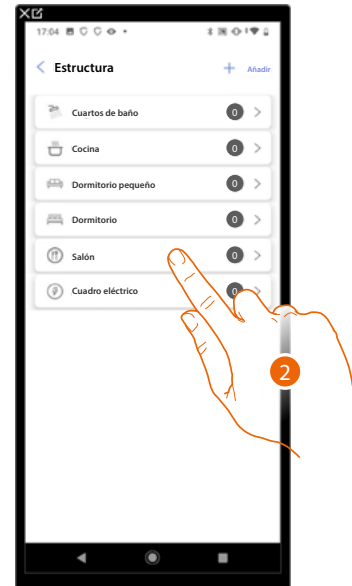 17:04
Estructura
+ Añadir
Cuartos de baño 0
Cocina 0
Dormitorio pequeño 0
Dormitorio 0
Salón 0
Cuadro eléctrico 0
2